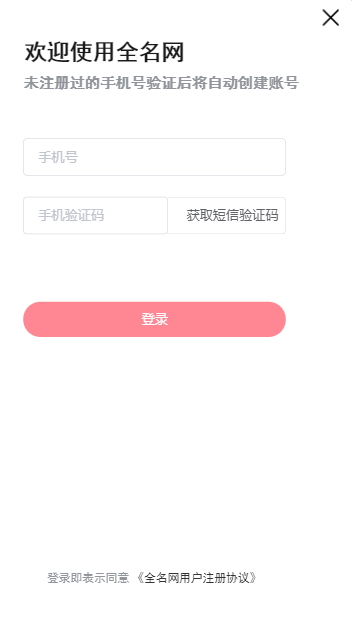 欢迎使用全名网
未注册过的手机号验证后将自动创建账号
手机号
手机验证码 获取短信验证码
登录
登录即表示同意《全名网用户注册协议》